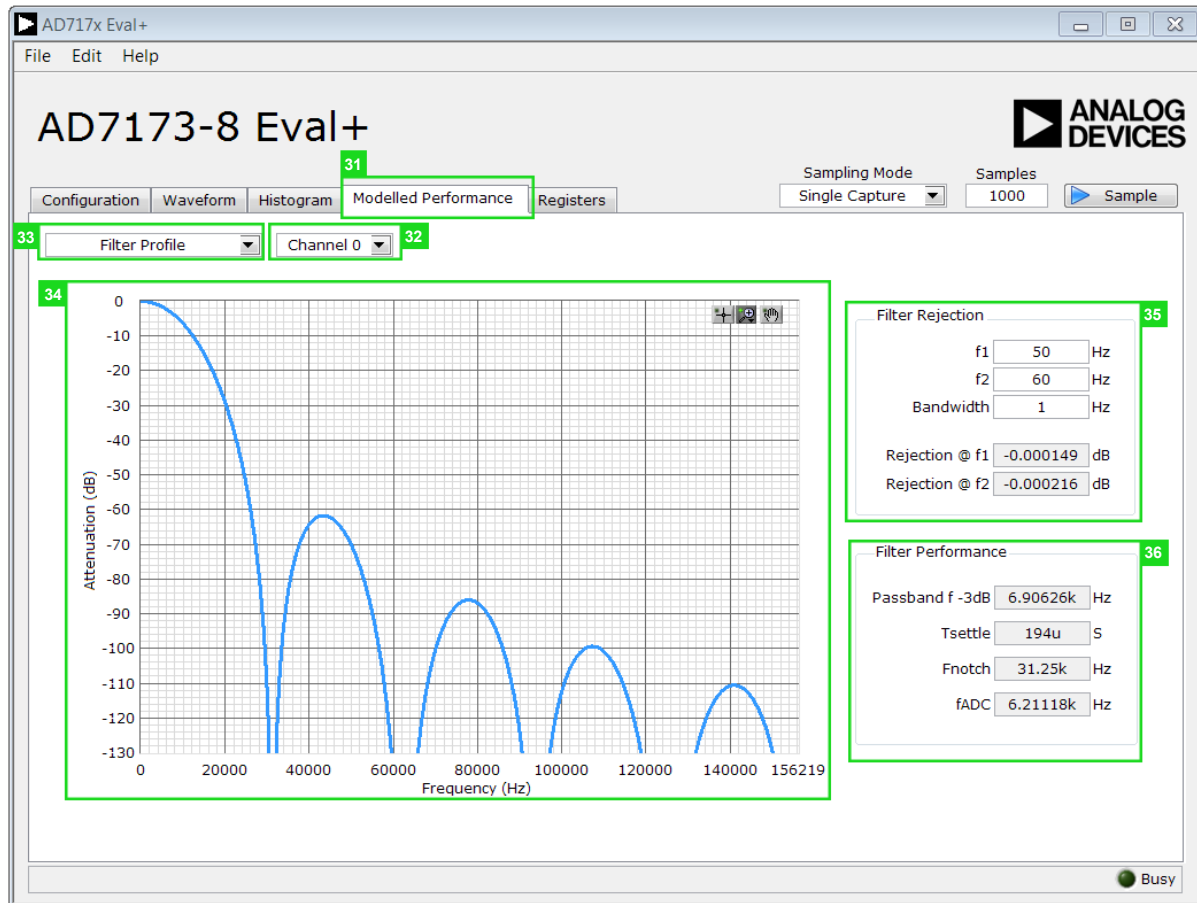 AD717x Eval+
File Edit Help
AD7173-8 Eval+
ANALOG
DEVICES
31
Sampling Mode
Samples
Configuration Waveform Histogram Modelled Performance Registers
Single Capture 1000 Sample
33 Filter Profile Channel 0 32
34
0
-10
-20
-30
-40
-50
-60
-70
-80
-90
-100
-110
-120
-130
Attenuation (dB)
0 20000 40000 60000 80000 100000 120000 140000 156219
Frequency (Hz)
35
Filter Rejection
f1 50 Hz
f2 60 Hz
Bandwidth 1 Hz
Rejection @ f1 -0.000149 dB
Rejection @ f2 -0.000216 dB
36
Filter Performance
Passband f -3dB 6.90626k Hz
Tsettle 194u S
Fnotch 31.25k Hz
fADC 6.21118k Hz
Busy